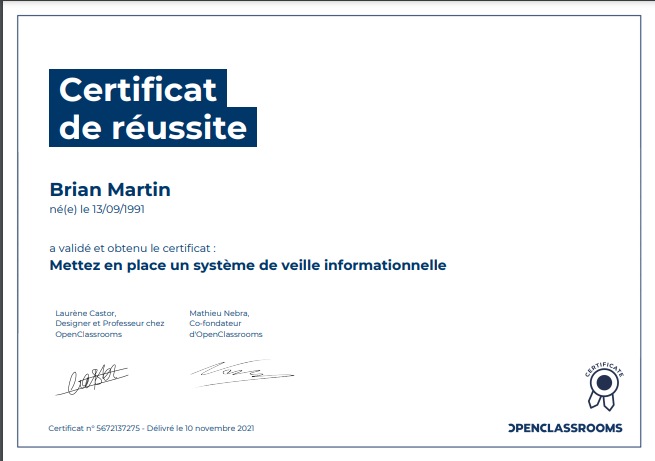 Certificat
de réussite
Brian Martin
né(e) le 13/09/1991
a validé et obtenu le certificat :
Mettez en place un système de veille informationnelle
Laurène Castor,
Designer et Professeur chez
OpenClassrooms
Mathieu Nebra,
Co-fondateur
d'OpenClassrooms
CERTIFICATE
Certificat n° 5672137275 - Délivré le 10 novembre 2021
OPENCLASSROOMS